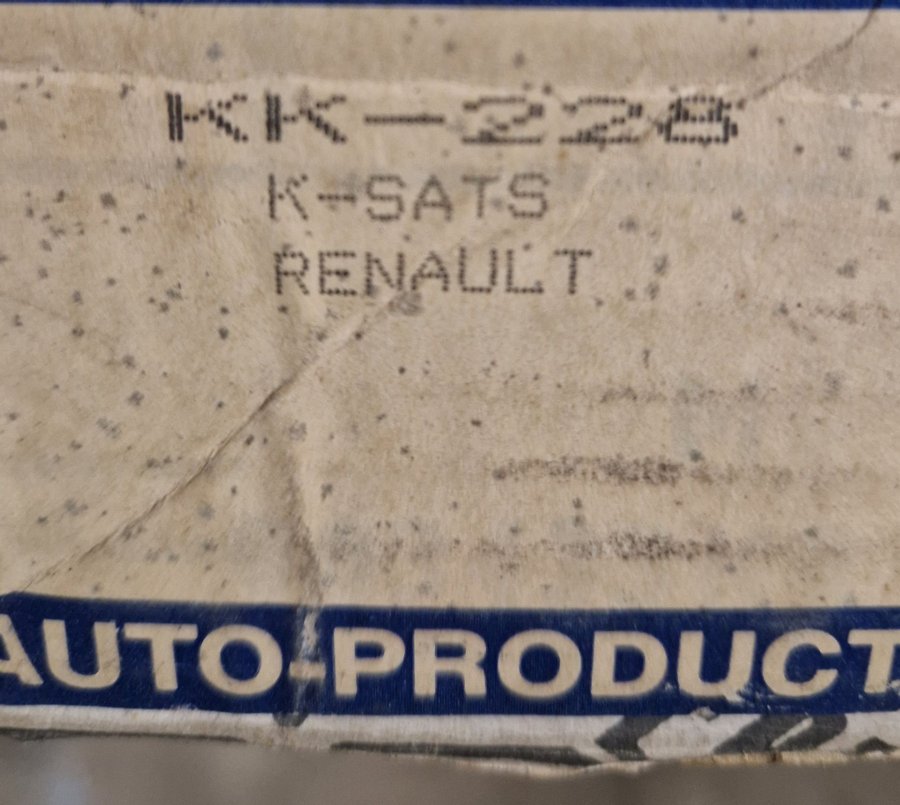 KK-228
K-SATS
RENAULT
AUTO-PRODUCT